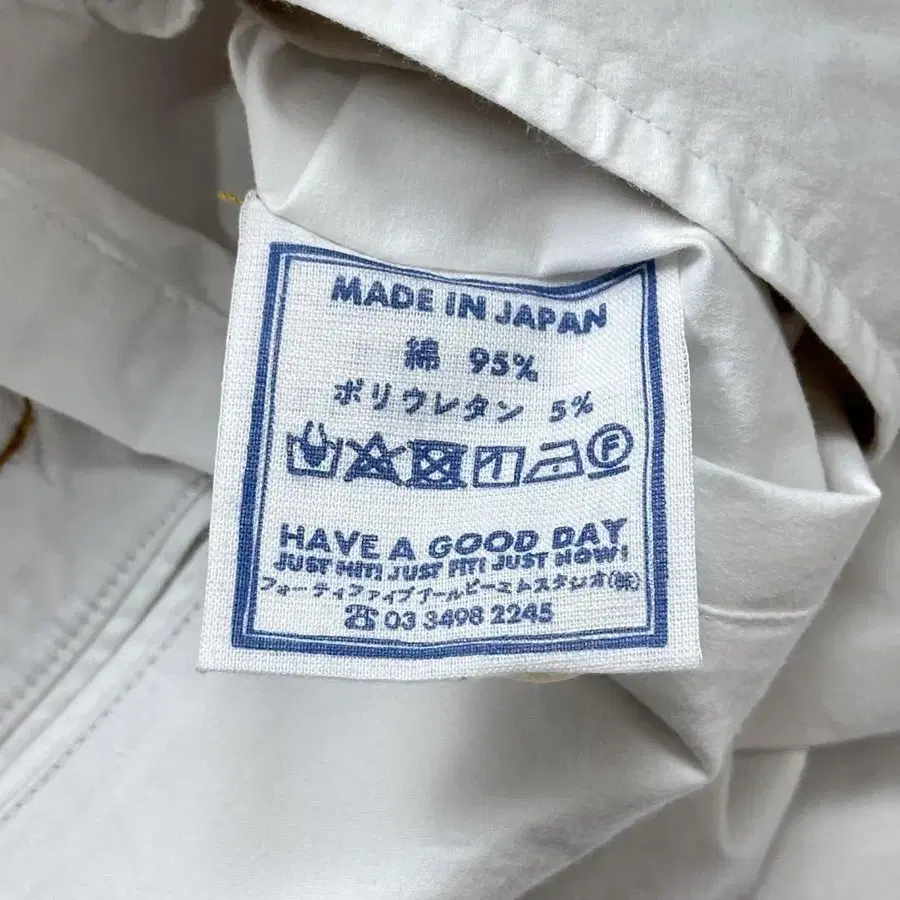 MADE IN JAPAN
綿 95%
ポリウレタン 5%
F
HAVE A GOOD DAY
JUST HIT! JUST FIT! JUST NOW!
フォーティファイブアールピーエムスタジオ(株)
☎ 03 3498 2245